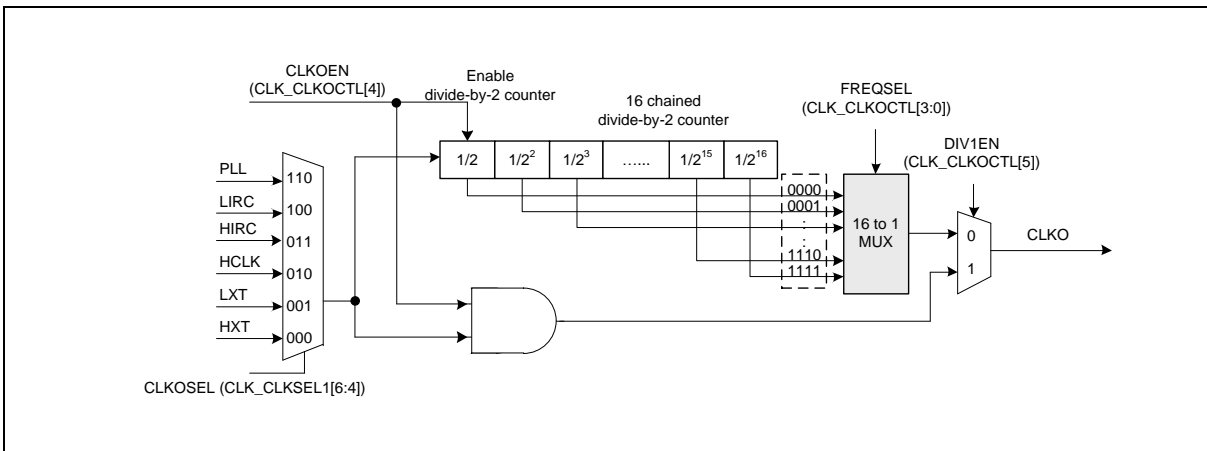 CLKOEN
(CLK_CLKOCTL[4])
Enable
divide-by-2 counter
16 chained
divide-by-2 counter
FREQSEL
(CLK_CLKOCTL[3:0])
DIV1EN
(CLK_CLKOCTL[5])
1/2
1/2²
1/2³
…...
1/2¹⁵
1/2¹⁶
PLL
110
LIRC
100
HIRC
011
HCLK
010
LXT
001
HXT
000
CLKOSEL (CLK_CLKSEL1[6:4])
0000
0001
:
:
1110
1111
16 to 1
MUX
0
1
CLKO